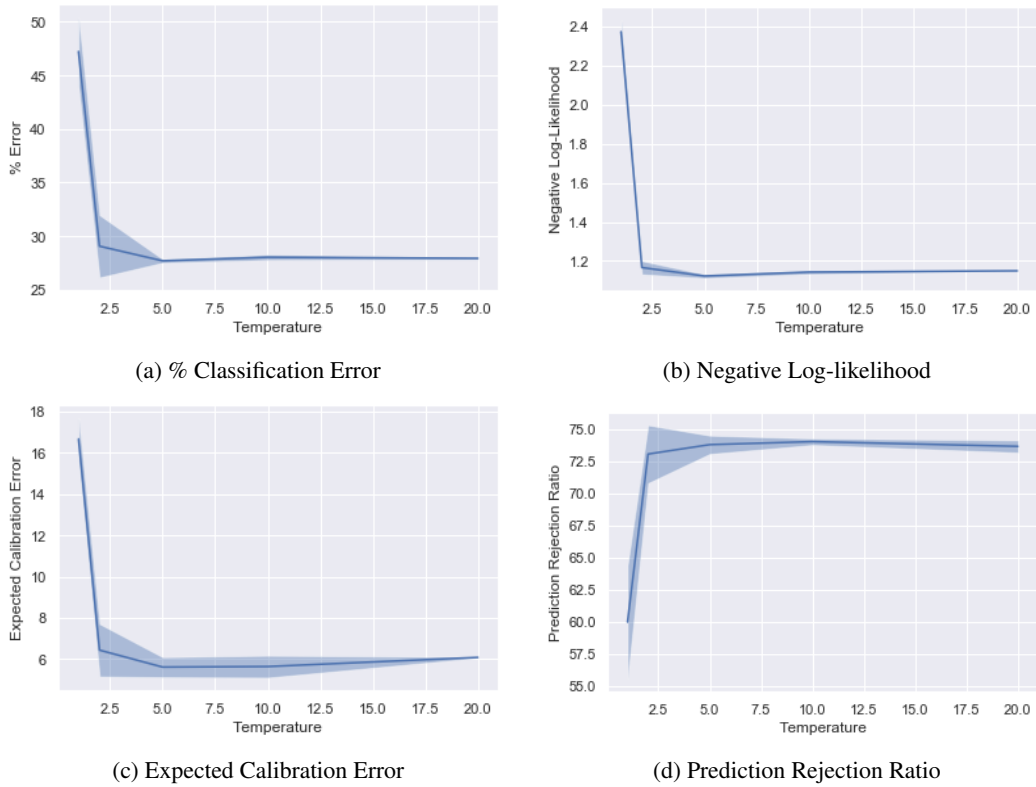 50
45
40
35
30
25
% Error
2.5 5.0 7.5 10.0 12.5 15.0 17.5 20.0
Temperature
(a) % Classification Error
2.4
2.2
2.0
1.8
1.6
1.4
1.2
Negative Log-Likelihood
2.5 5.0 7.5 10.0 12.5 15.0 17.5 20.0
Temperature
(b) Negative Log-likelihood
18
16
14
12
10
8
6
Expected Calibration Error
2.5 5.0 7.5 10.0 12.5 15.0 17.5 20.0
Temperature
(c) Expected Calibration Error
75.0
72.5
70.0
67.5
65.0
62.5
60.0
57.5
55.0
Prediction Rejection Ratio
2.5 5.0 7.5 10.0 12.5 15.0 17.5 20.0
Temperature
(d) Prediction Rejection Ratio